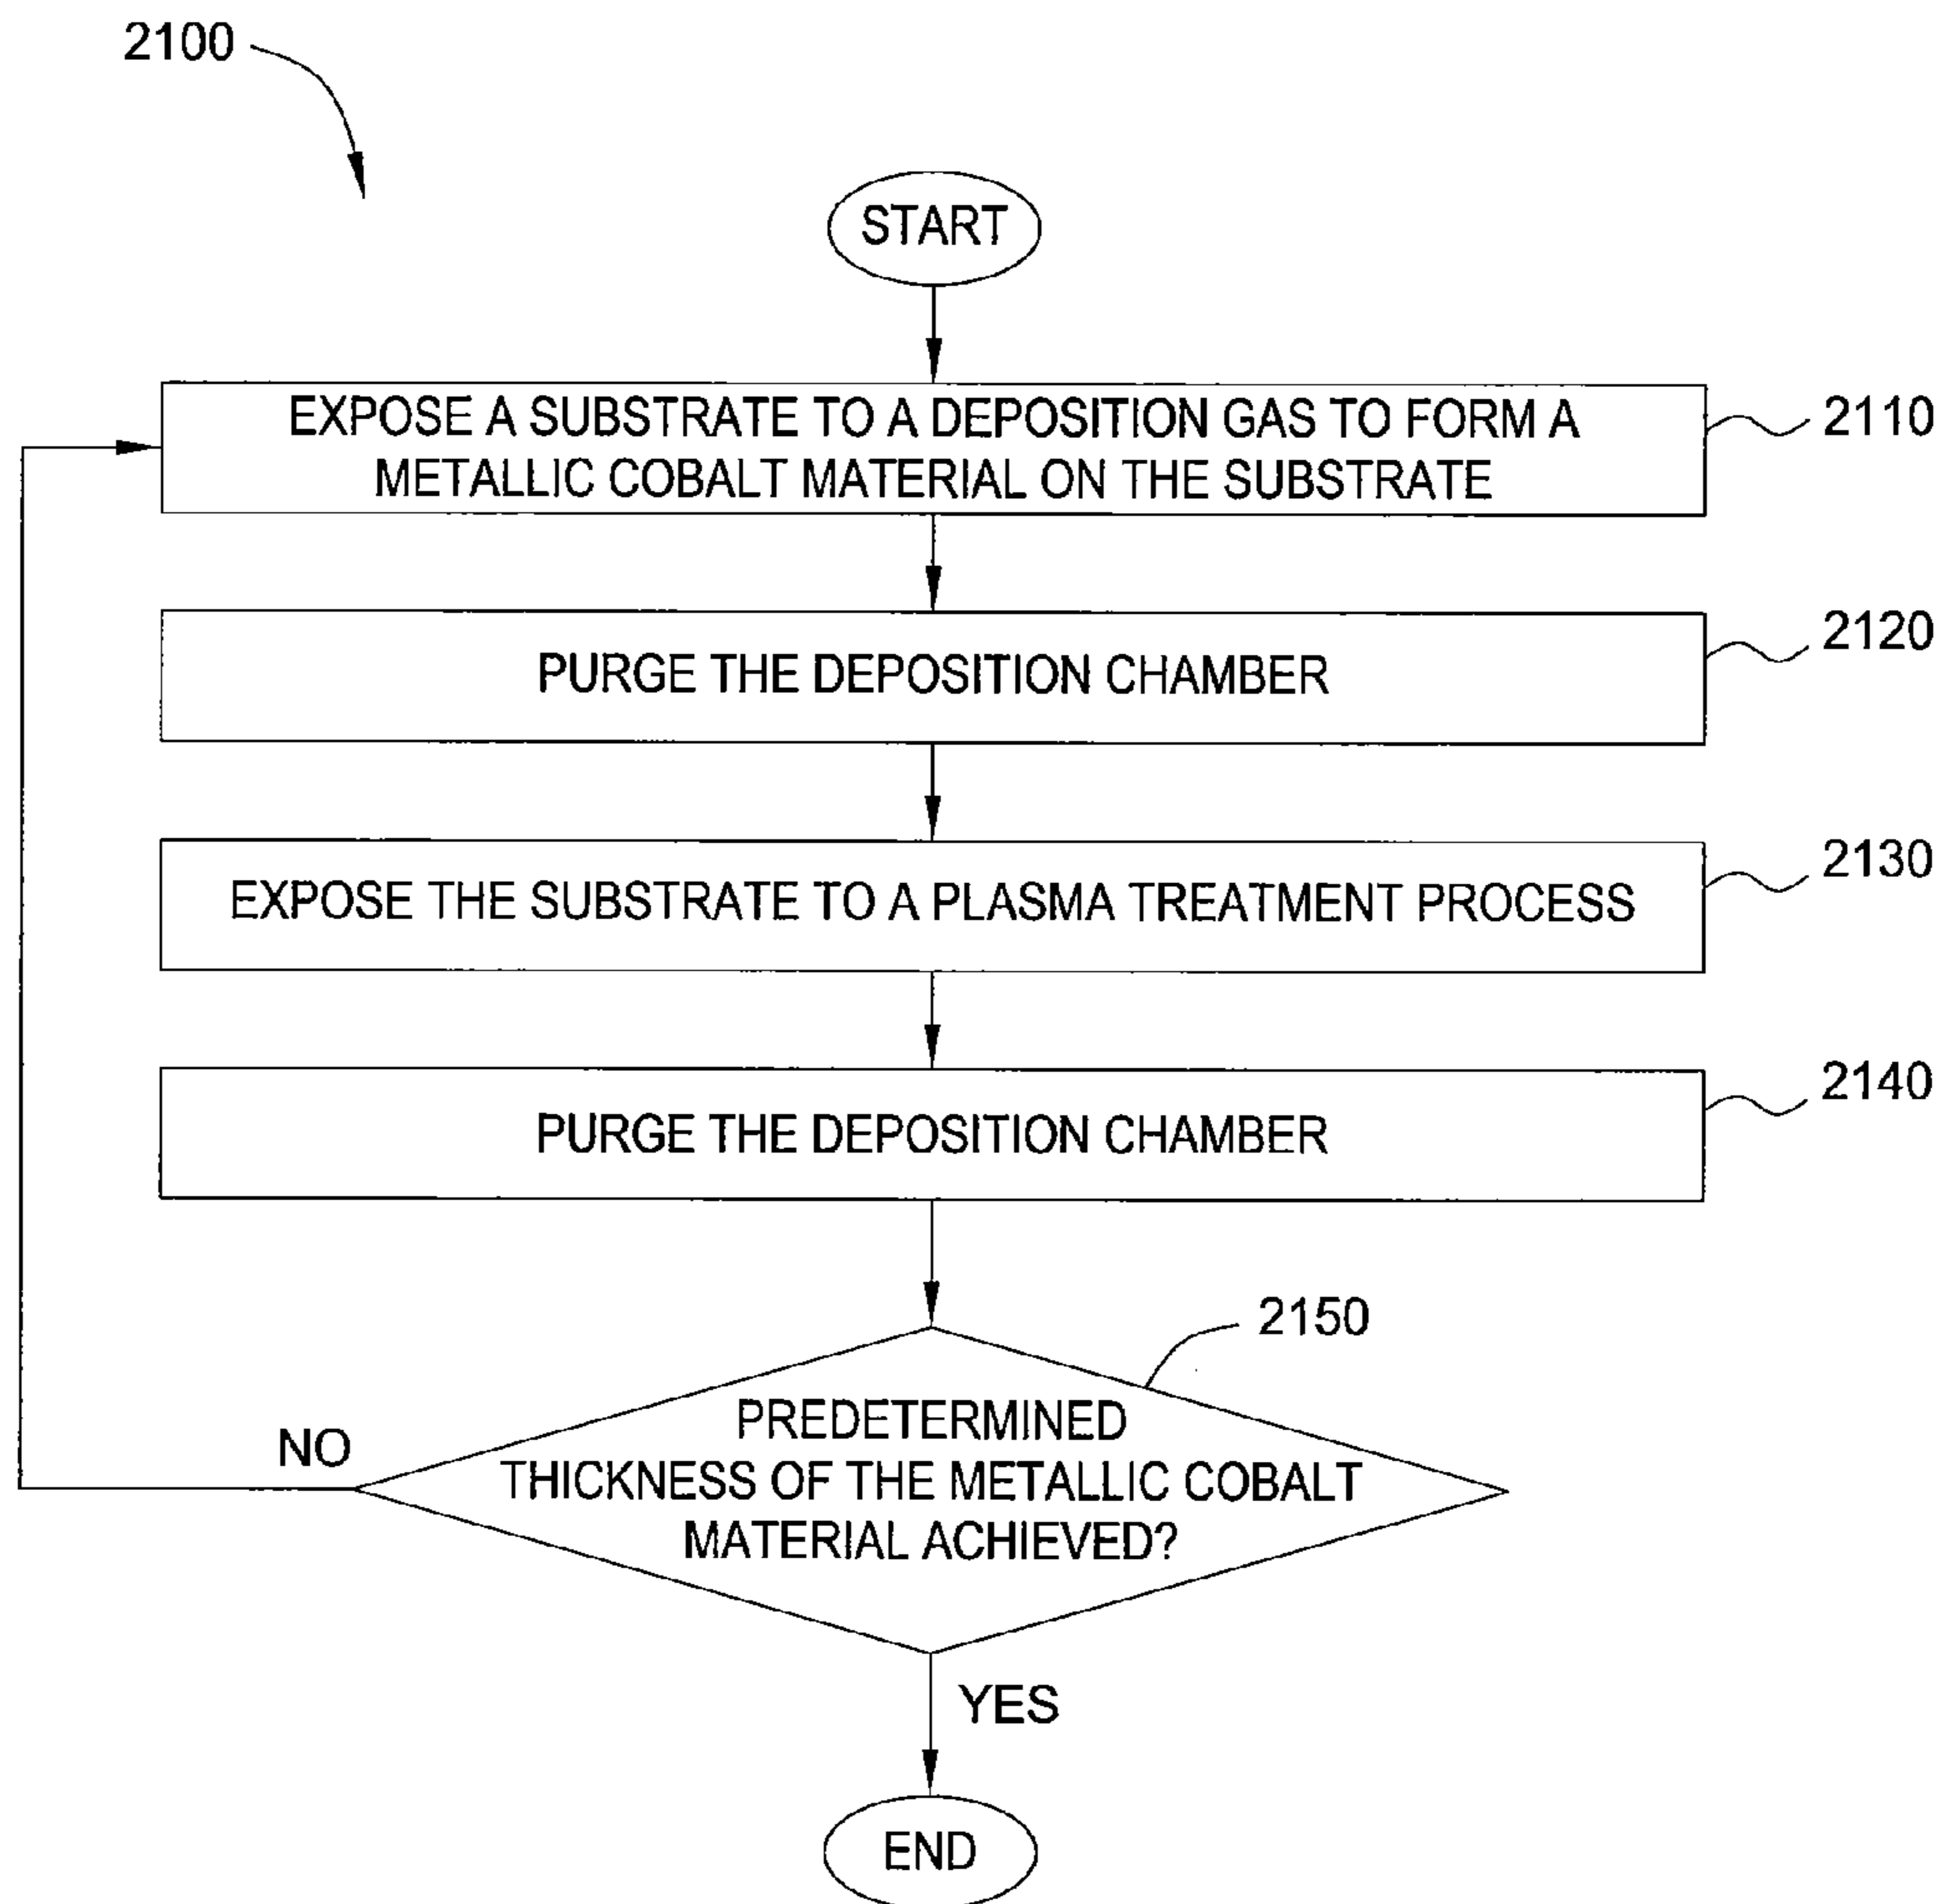 2100
START
EXPOSE A SUBSTRATE TO A DEPOSITION GAS TO FORM A
METALLIC COBALT MATERIAL ON THE SUBSTRATE
2110
PURGE THE DEPOSITION CHAMBER
2120
EXPOSE THE SUBSTRATE TO A PLASMA TREATMENT PROCESS
2130
PURGE THE DEPOSITION CHAMBER
2140
2150
PREDETERMINED
THICKNESS OF THE METALLIC COBALT
MATERIAL ACHIEVED?
NO
YES
END